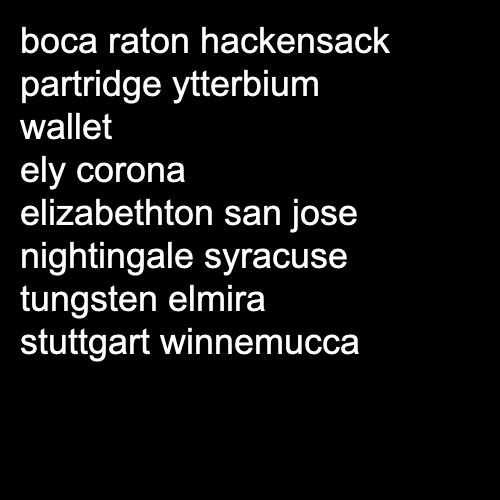 boca raton hackensack
partridge ytterbium
wallet
ely corona
elizabethton san jose
nightingale syracuse
tungsten elmira
stuttgart winnemucca